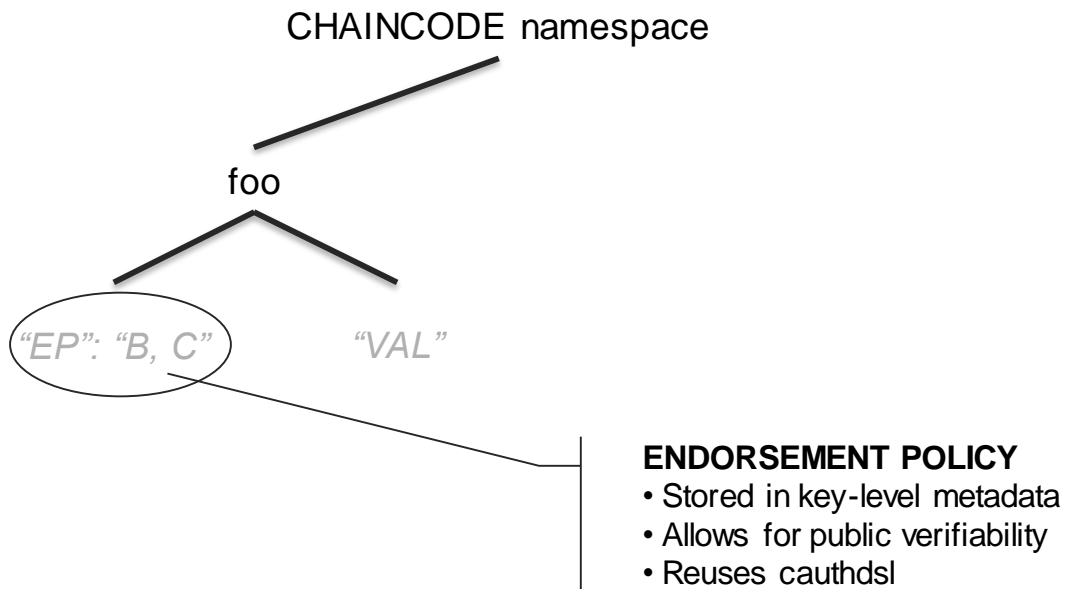 CHAINCODE namespace
foo
“EP”: “B, C” “VAL”
ENDORSEMENT POLICY
• Stored in key-level metadata
• Allows for public verifiability
• Reuses cauthdsl